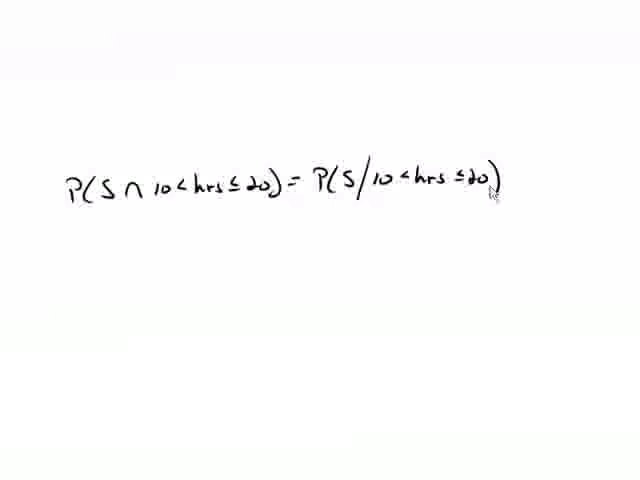 P(S ∩ 10 < hrs ≤ 20) = P(S/10 < hrs ≤ 20)